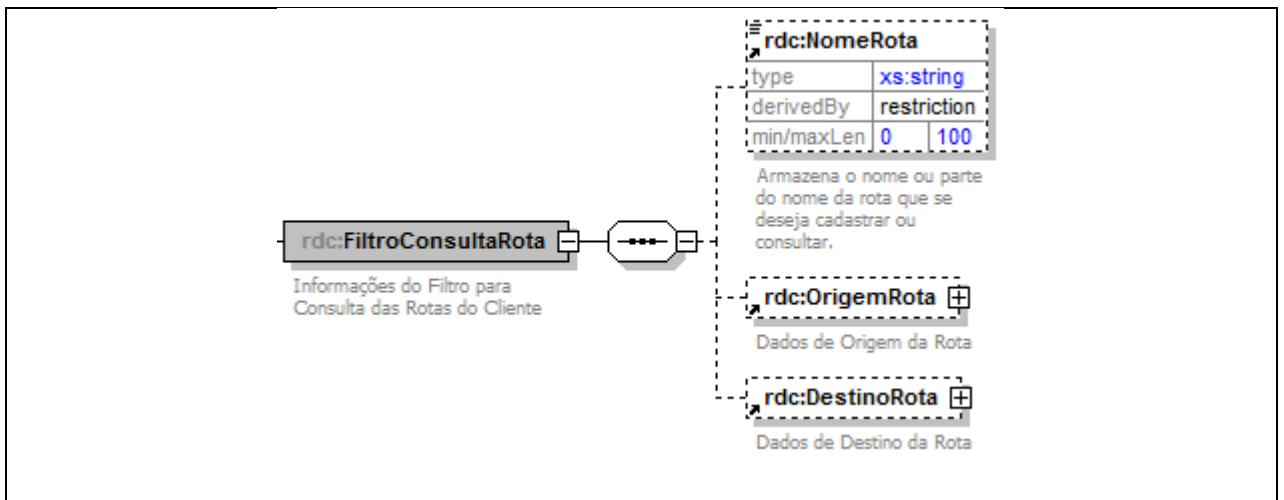 rdc:NomeRota
type xs:string
derivedBy restriction
min/maxLen 0 100
Armazena o nome ou parte
do nome da rota que se
deseja cadastrar ou
consultar.
rdc:FiltroConsultaRota
Informações do Filtro para
Consulta das Rotas do Cliente
rdc:OrigemRota
Dados de Origem da Rota
rdc:DestinoRota
Dados de Destino da Rota